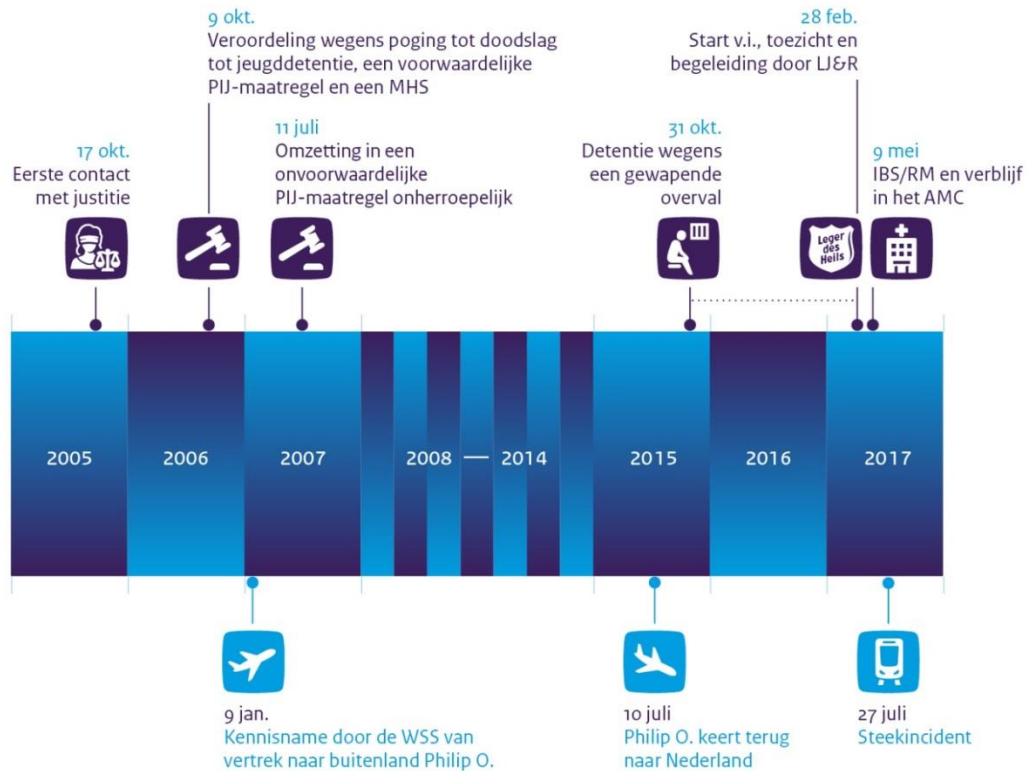 9 okt.
Veroordeling wegens poging tot doodslag
tot jeugddetentie, een voorwaardelijke
PIJ-maatregel en een MHS
28 feb.
Start v.i., toezicht en
begeleiding door LJ&R
17 okt.
Eerste contact
met justitie
11 juli
Omzetting in een
onvoorwaardelijke
PIJ-maatregel onherroepelijk
31 okt.
Detentie wegens
een gewapende
overval
9 mei
IBS/RM en verblijf
in het AMC
Leger
des
Heils
2005
2006
2007
2008 — 2014
2015
2016
2017
9 jan.
Kennisname door de WSS van
vertrek naar buitenland Philip O.
10 juli
Philip O. keert terug
naar Nederland
27 juli
Steekincident